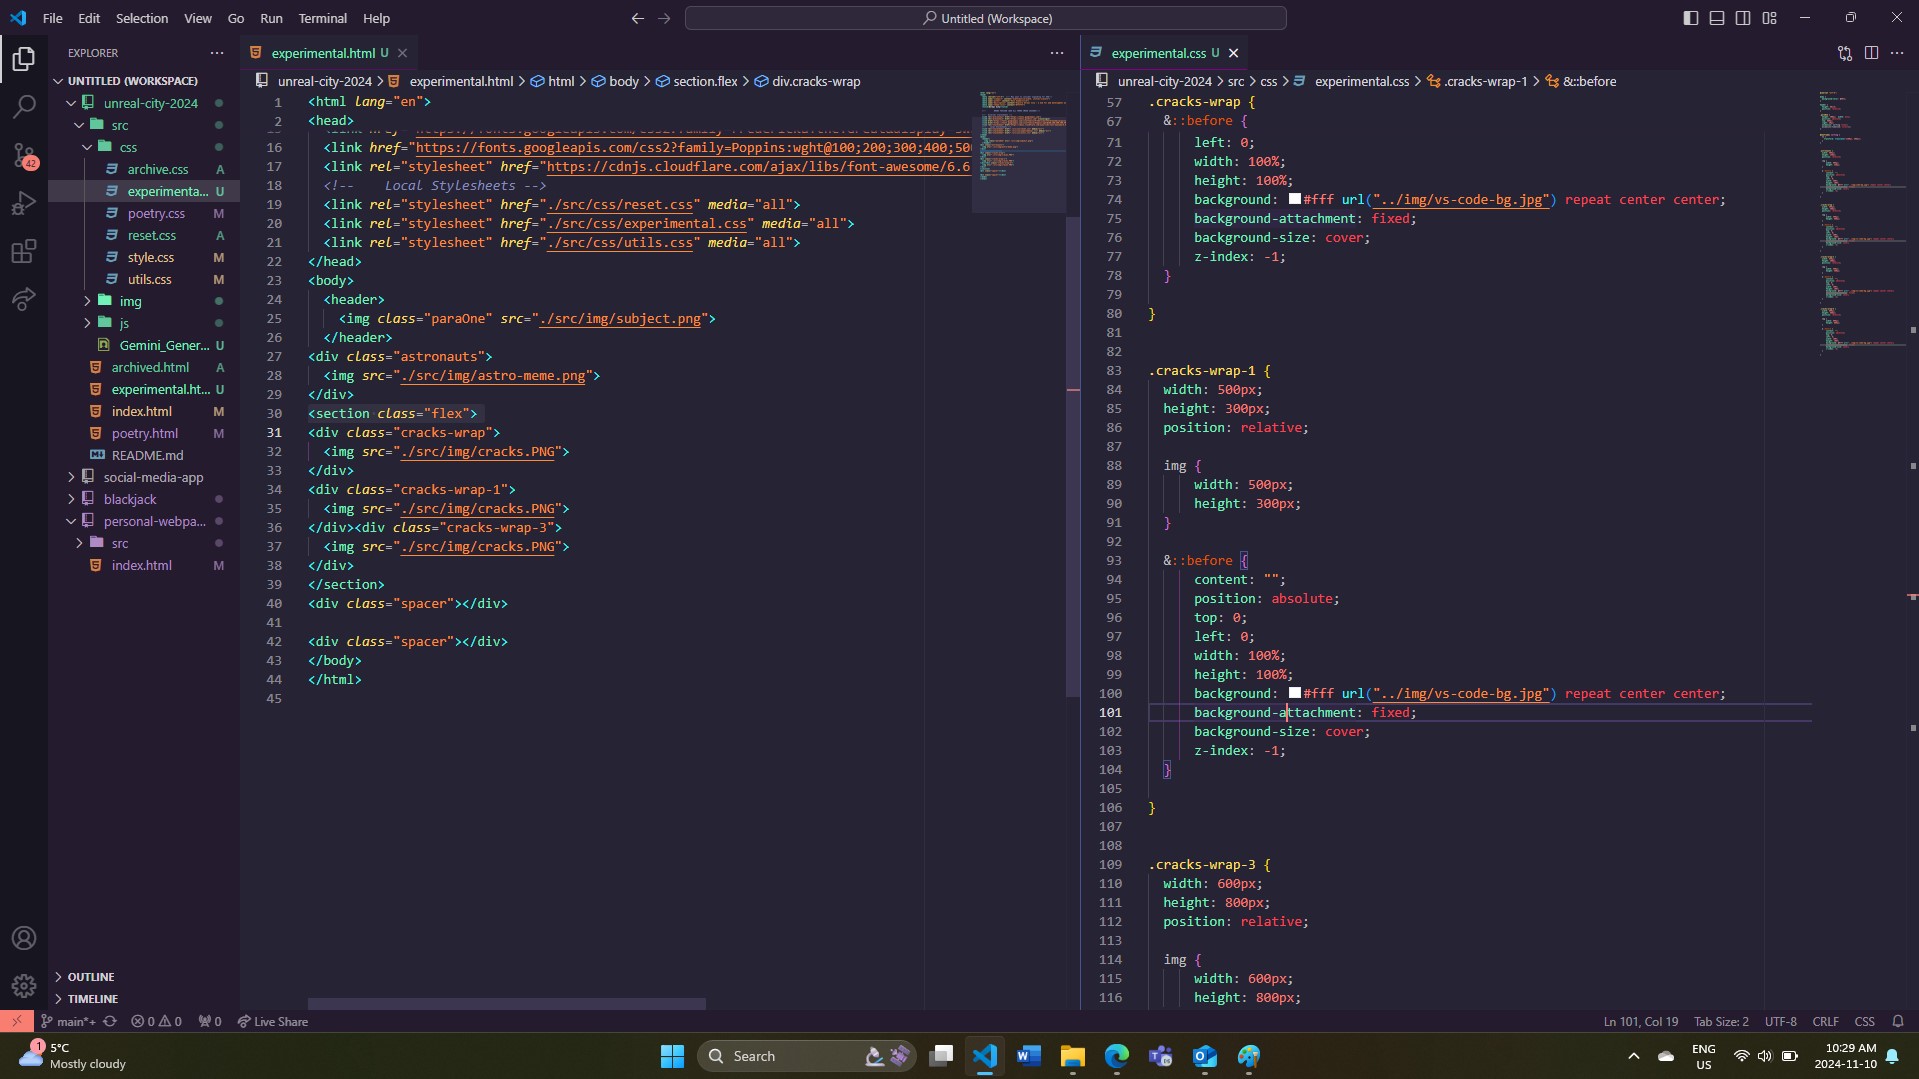 File Edit Selection View Go Run Terminal Help
Untitled (Workspace)
EXPLORER
UNTITLED (WORKSPACE)
unreal-city-2024
src
css
archive.css A
experimenta... U
poetry.css M
reset.css A
style.css M
utils.css M
img
js
Gemini_Gener... U
archived.html A
experimental.ht... U
index.html M
poetry.html M
README.md
social-media-app
blackjack
personal-webpa...
src
index.html M
OUTLINE
TIMELINE
42
experimental.html U
unreal-city-2024 > experimental.html > html > body > section.flex > div.cracks-wrap
1 <html lang="en">
2 <head>
16 <link href="https://fonts.googleapis.com/css2?family=Poppins:wght@100;200;300;400;50
17 <link rel="stylesheet" href="https://cdnjs.cloudflare.com/ajax/libs/font-awesome/6.6
18 <!--    Local Stylesheets -->
19 <link rel="stylesheet" href="./src/css/reset.css" media="all">
20 <link rel="stylesheet" href="./src/css/experimental.css" media="all">
21 <link rel="stylesheet" href="./src/css/utils.css" media="all">
22 </head>
23 <body>
24 <header>
25 <img class="paraOne" src="./src/img/subject.png">
26 </header>
27 <div class="astronauts">
28 <img src="./src/img/astro-meme.png">
29 </div>
30 <section class="flex">
31 <div class="cracks-wrap">
32 <img src="./src/img/cracks.PNG">
33 </div>
34 <div class="cracks-wrap-1">
35 <img src="./src/img/cracks.PNG">
36 </div><div class="cracks-wrap-3">
37 <img src="./src/img/cracks.PNG">
38 </div>
39 </section>
40 <div class="spacer"></div>
41
42 <div class="spacer"></div>
43 </body>
44 </html>
45
experimental.css U
unreal-city-2024 > src > css > experimental.css > .cracks-wrap-1 > &::before
57 .cracks-wrap {
67 &::before {
71 left: 0;
72 width: 100%;
73 height: 100%;
74 background: #fff url("../img/vs-code-bg.jpg") repeat center center;
75 background-attachment: fixed;
76 background-size: cover;
77 z-index: -1;
78 }
79
80 }
81
82
83 .cracks-wrap-1 {
84 width: 500px;
85 height: 300px;
86 position: relative;
87
88 img {
89 width: 500px;
90 height: 300px;
91 }
92
93 &::before {
94 content: "";
95 position: absolute;
96 top: 0;
97 left: 0;
98 width: 100%;
99 height: 100%;
100 background: #fff url("../img/vs-code-bg.jpg") repeat center center;
101 background-attachment: fixed;
102 background-size: cover;
103 z-index: -1;
104 }
105
106 }
107
108
109 .cracks-wrap-3 {
110 width: 600px;
111 height: 800px;
112 position: relative;
113
114 img {
115 width: 600px;
116 height: 800px;
main*+ 0 0 0 Live Share
Ln 101, Col 19 Tab Size: 2 UTF-8 CRLF CSS
1
5°C
Mostly cloudy
Search
ENG
US
10:29 AM
2024-11-10